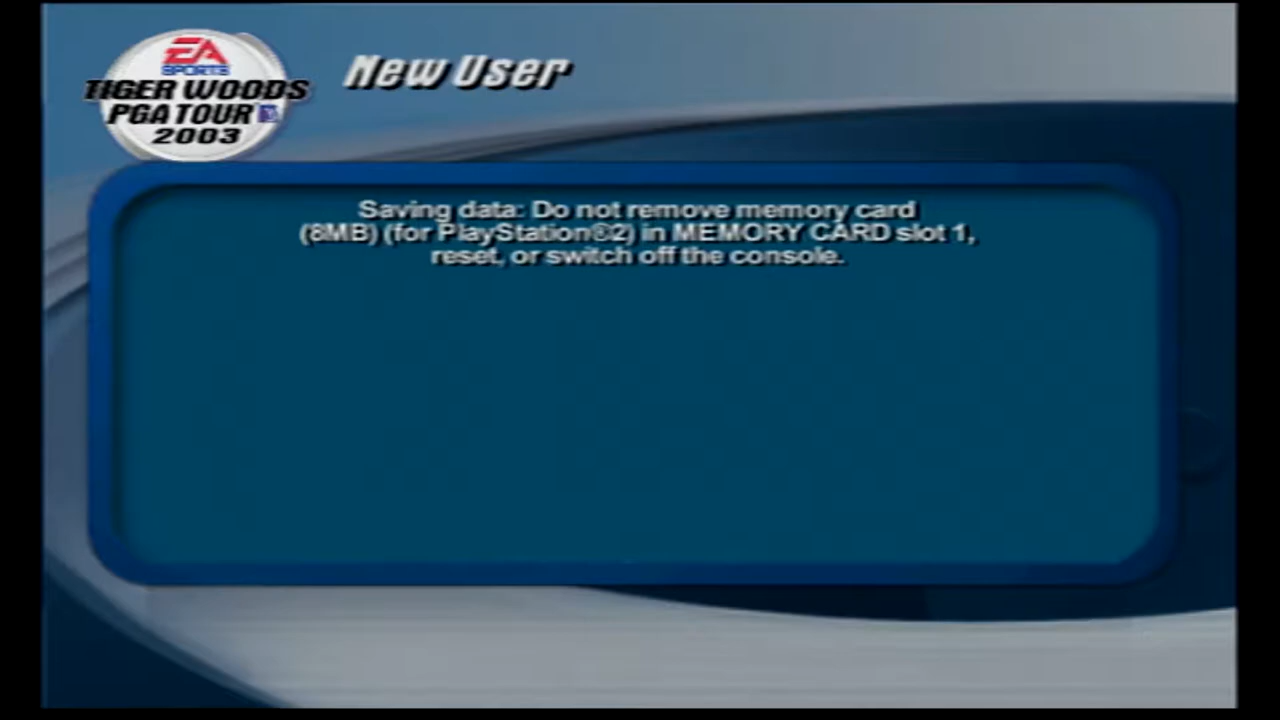 EA
SPORTS
TIGER WOODS
PGA TOUR
2003
New User
Saving data: Do not remove memory card
(8MB) (for PlayStation®2) in MEMORY CARD slot 1,
reset, or switch off the console.